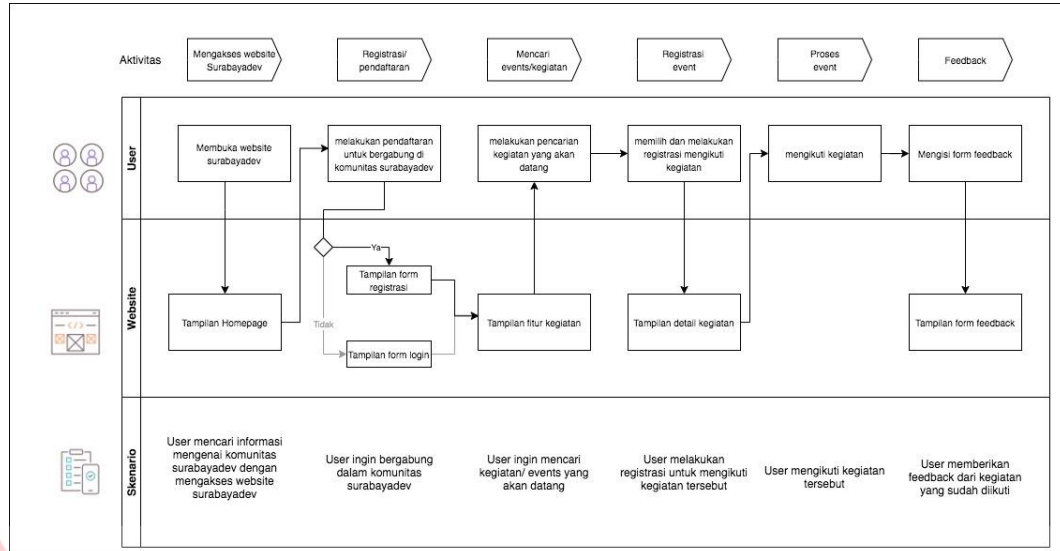 Aktivitas
Mengakses website
Surabayadev
Registrasi/
pendaftaran
Mencari
events/kegiatan
Registrasi
event
Proses
event
Feedback
User
Membuka website
surabayadev
melakukan pendaftaran
untuk bergabung di
komunitas surabayadev
melakukan pencarian
kegiatan yang akan
datang
memilih dan melakukan
registrasi mengikuti
kegiatan
mengikuti kegiatan
Mengisi form feedback
Website
Tampilan Homepage
Ya
Tampilan form
registrasi
Tidak
Tampilan form login
Tampilan fitur kegiatan
Tampilan detail kegiatan
Tampilan form feedback
Skenario
User mencari informasi
mengenai komunitas
surabayadev dengan
mengakses website
surabayadev
User ingin bergabung
dalam komunitas
surabayadev
User ingin mencari
kegiatan/ events yang
akan datang
User melakukan
registrasi untuk mengikuti
kegiatan tersebut
User mengikuti kegiatan
tersebut
User memberikan
feedback dari kegiatan
yang sudah diikuti